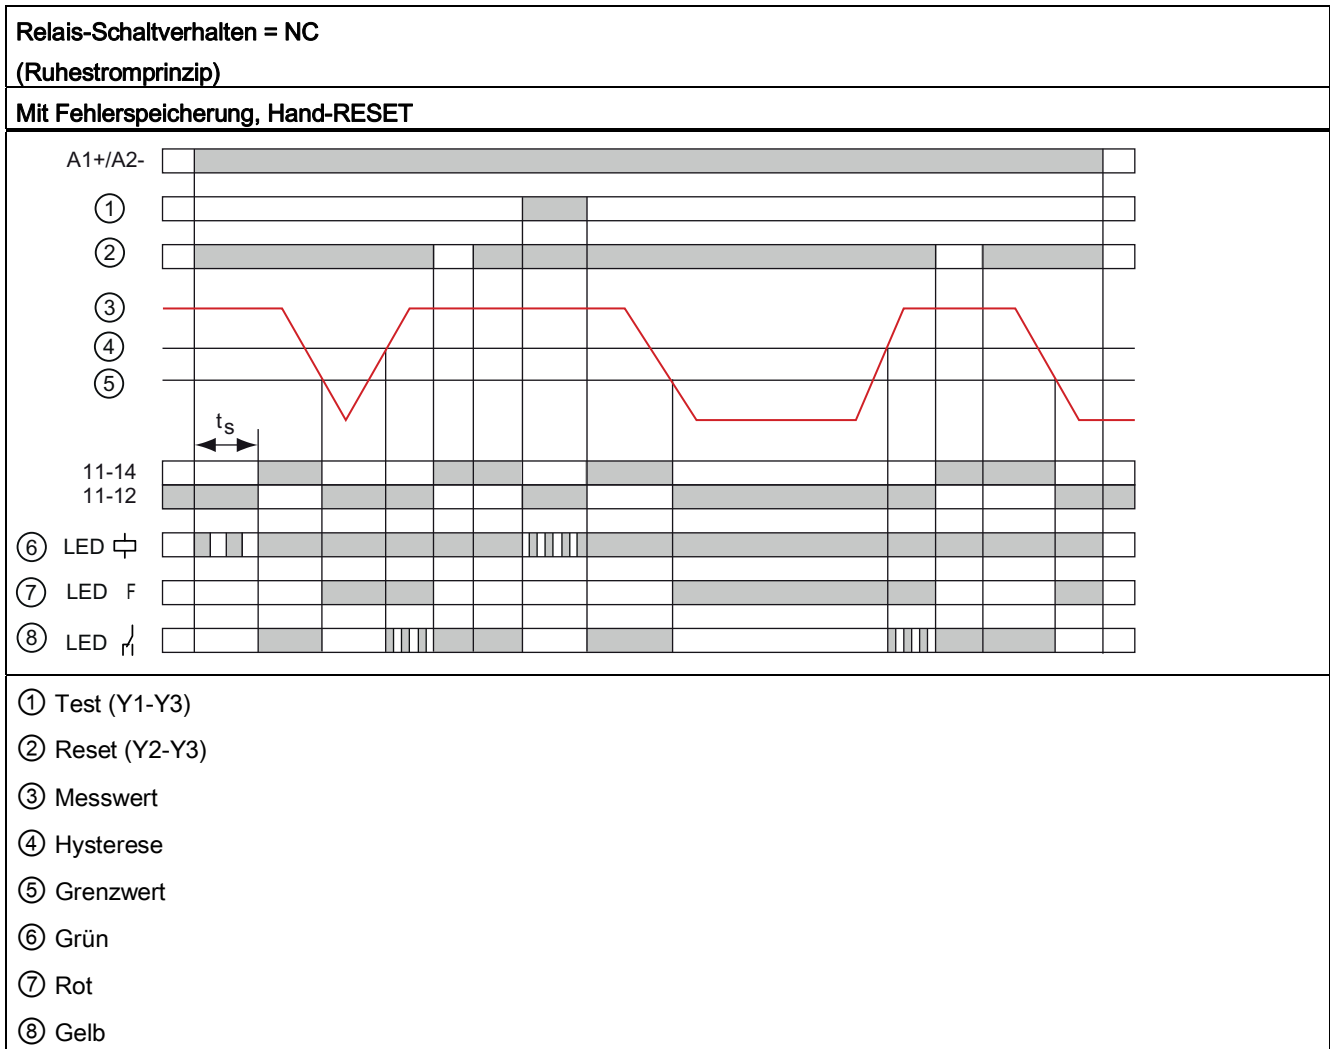 Relais-Schaltverhalten = NC
(Ruhestromprinzip)
Mit Fehlerspeicherung, Hand-RESET
A1+/A2-
①
②
③
④
⑤
ts
11-14
11-12
⑥ LED
⑦ LED F
⑧ LED
① Test (Y1-Y3)
② Reset (Y2-Y3)
③ Messwert
④ Hysterese
⑤ Grenzwert
⑥ Grün
⑦ Rot
⑧ Gelb